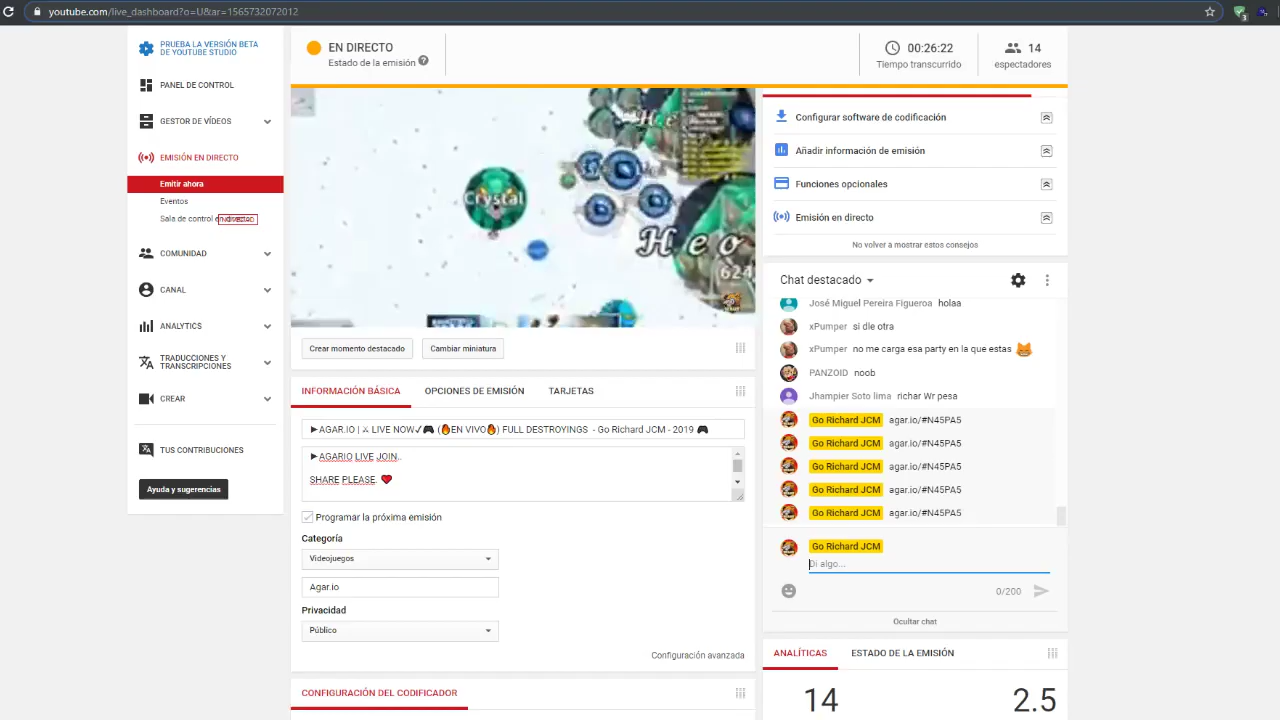 youtube.com/live_dashboard?o=U&ar=1565732072012
PRUEBA LA VERSIÓN BETA
DE YOUTUBE STUDIO
PANEL DE CONTROL
GESTOR DE VÍDEOS
EMISIÓN EN DIRECTO
Emitir ahora
Eventos
Sala de control en directo
COMUNIDAD
CANAL
ANALYTICS
TRADUCCIONES Y
TRANSCRIPCIONES
CREAR
TUS CONTRIBUCIONES
Ayuda y sugerencias
EN DIRECTO
Estado de la emisión
00:26:22
Tiempo transcurrido
14
espectadores
Heo
Crystal
Heo
624
Crear momento destacado
Cambiar miniatura
INFORMACIÓN BÁSICA
OPCIONES DE EMISIÓN
TARJETAS
►AGAR.IO | ⚔ LIVE NOW✓🎮 (🔥EN VIVO🔥) FULL DESTROYINGS - Go Richard JCM - 2019 🎮
►AGARIO LIVE JOIN..
SHARE PLEASE. ❤
Programar la próxima emisión
Categoría
Videojuegos
Agar.io
Privacidad
Público
Configuración avanzada
CONFIGURACIÓN DEL CODIFICADOR
Configurar software de codificación
Añadir información de emisión
Funciones opcionales
Emisión en directo
No volver a mostrar estos consejos
Chat destacado
José Miguel Pereira Figueroa holaa
xPumper si dle otra
xPumper no me carga esa party en la que estas 😹
PANZOID noob
Jhampier Soto lima richar Wr pesa
Go Richard JCM agar.io/#N45PA5
Go Richard JCM agar.io/#N45PA5
Go Richard JCM agar.io/#N45PA5
Go Richard JCM agar.io/#N45PA5
Go Richard JCM agar.io/#N45PA5
Go Richard JCM
Di algo...
0/200
Ocultar chat
ANALÍTICAS
ESTADO DE LA EMISIÓN
14
2.5